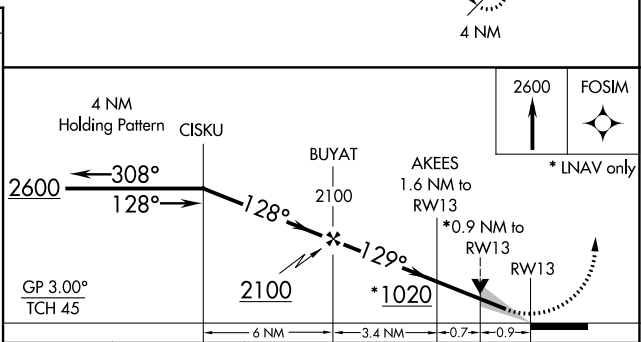 4 NM
2600
FOSIM
* LNAV only
4 NM
Holding Pattern
CISKU
BUYAT
2100
AKEES
1.6 NM to
RW13
*0.9 NM to
RW13
RW13
2600
308°
128°
128°
129°
2100
*1020
GP 3.00°
TCH 45
6 NM
3.4 NM
0.7
0.9